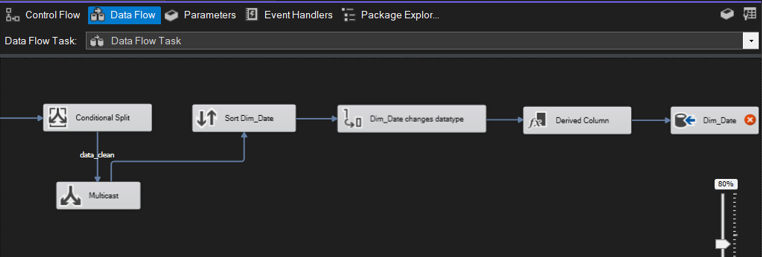 Control Flow Data Flow Parameters Event Handlers Package Explor...
Data Flow Task: Data Flow Task
Conditional Split Sort Dim_Date Dim_Date changes datatype Derived Column Dim_Date
data_clean
Multicast
80%